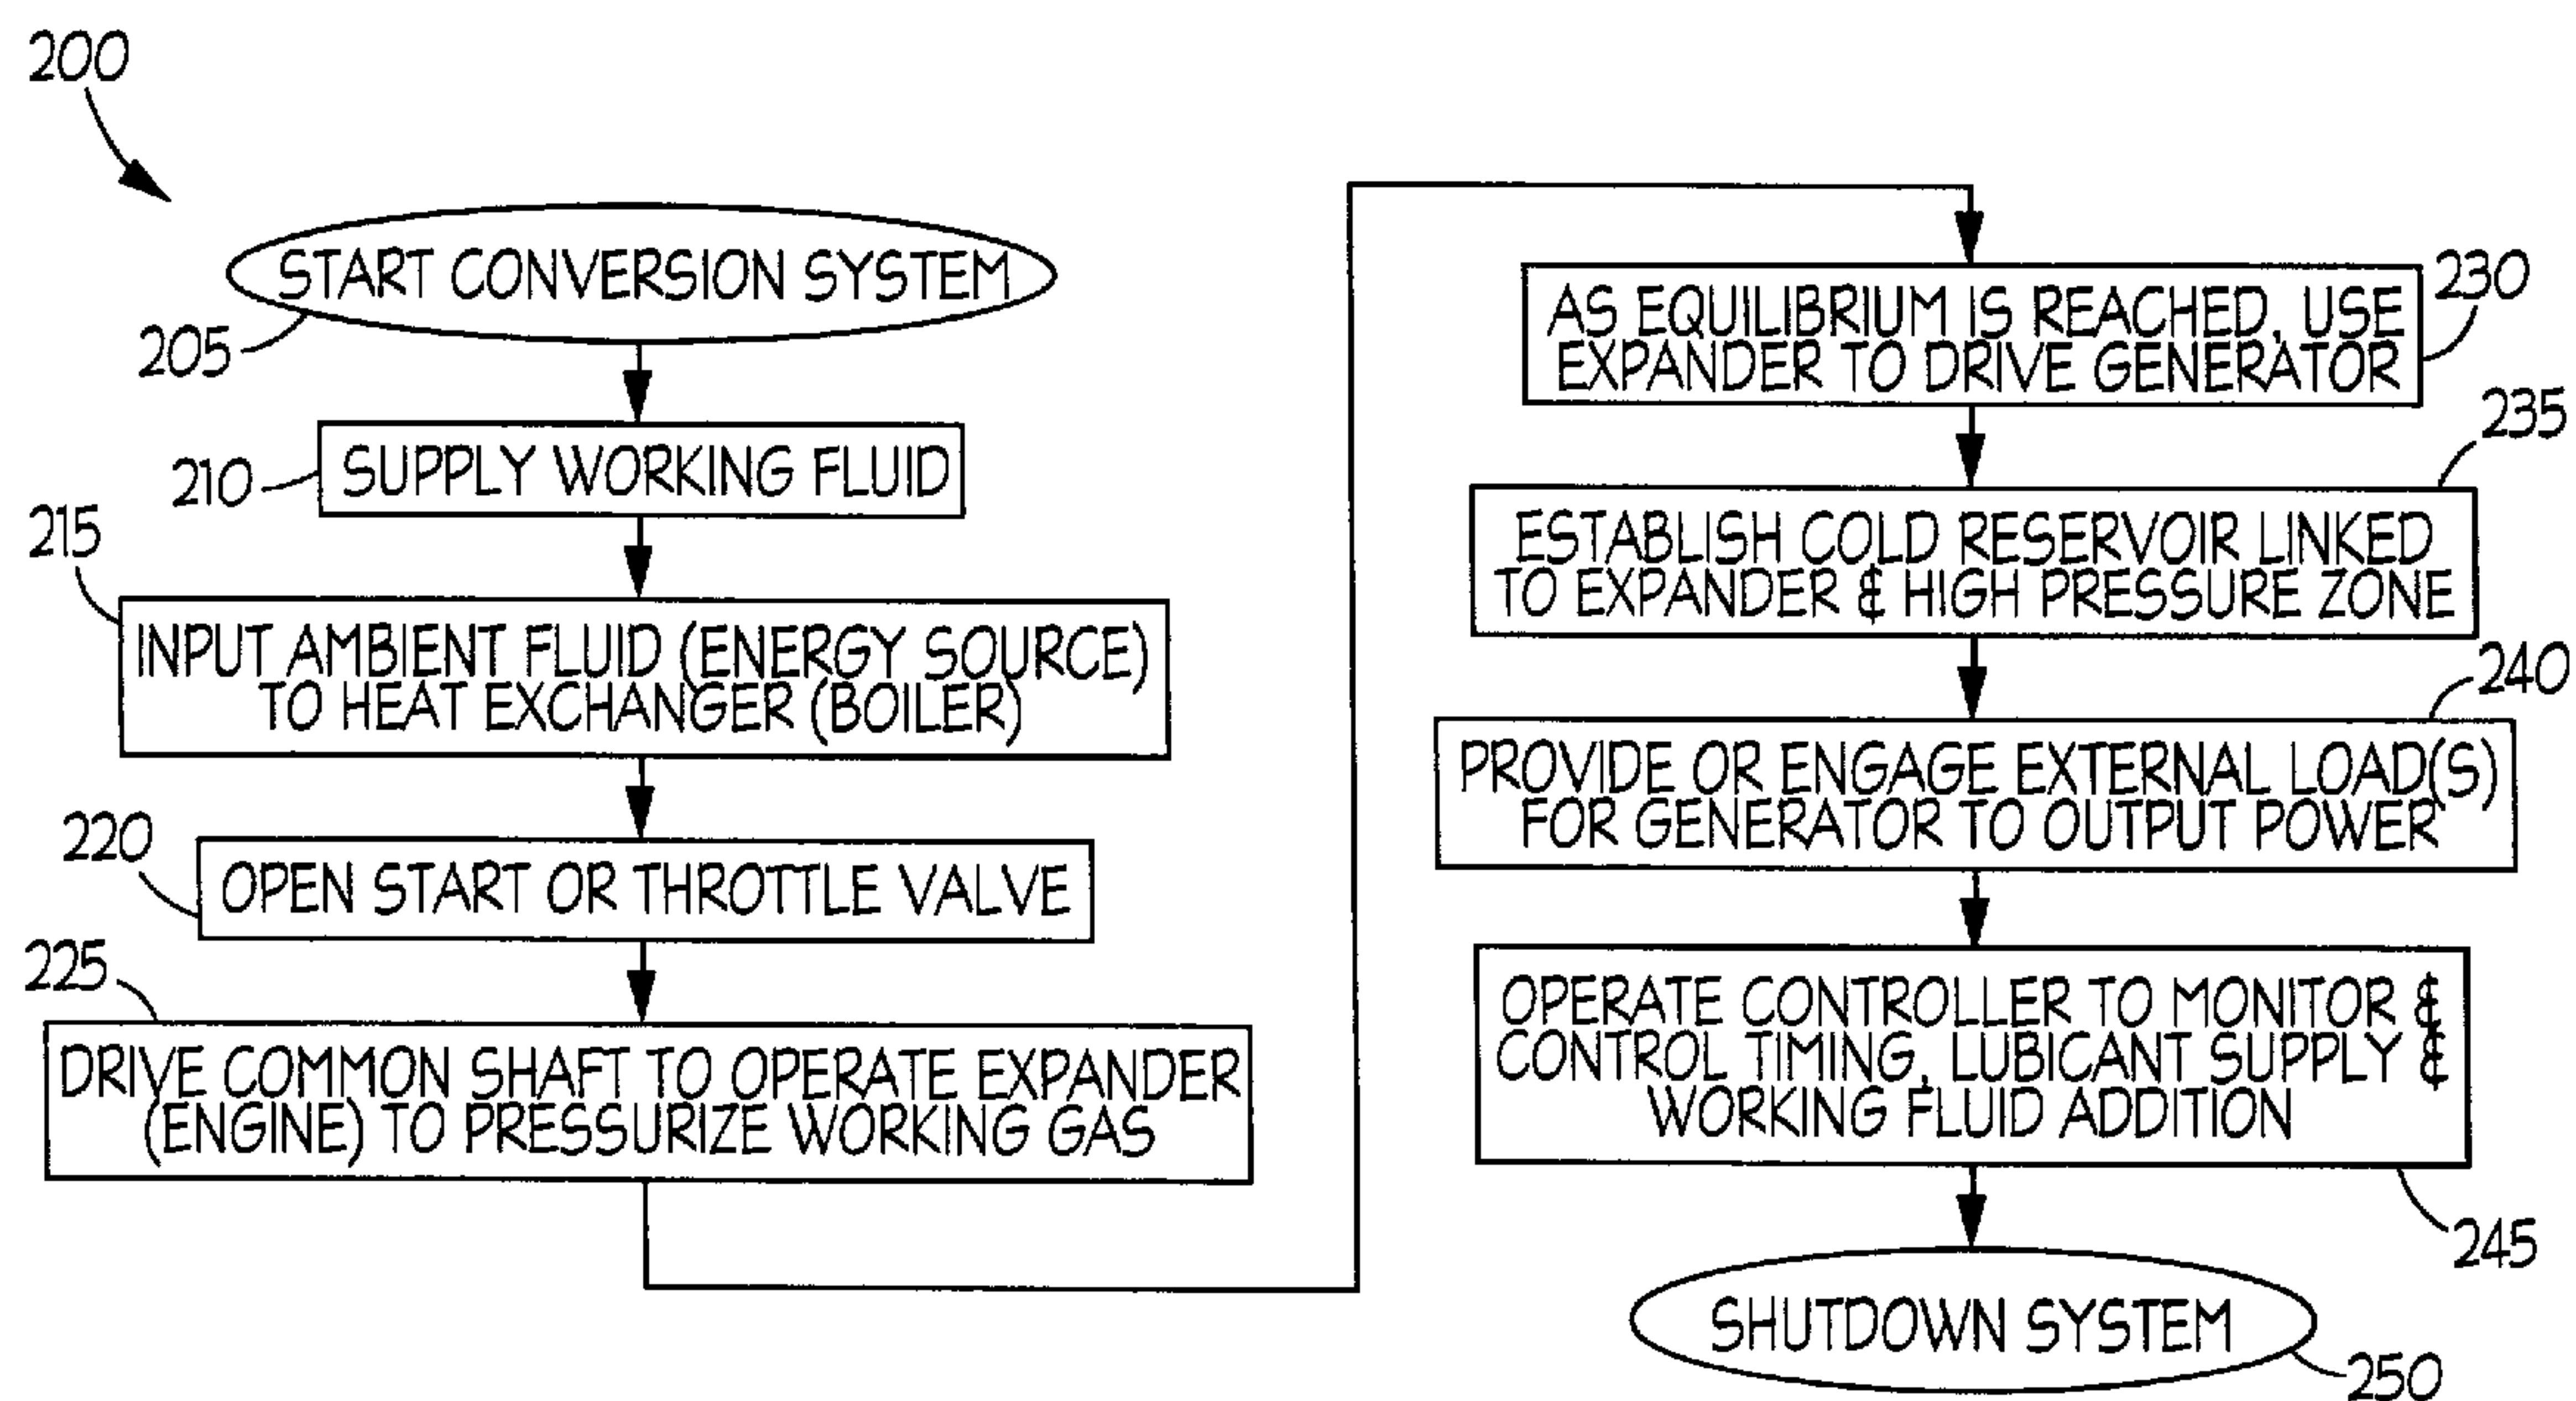 200
START CONVERSION SYSTEM
205
SUPPLY WORKING FLUID
210
215
INPUT AMBIENT FLUID (ENERGY SOURCE)
TO HEAT EXCHANGER (BOILER)
220
OPEN START OR THROTTLE VALVE
225
DRIVE COMMON SHAFT TO OPERATE EXPANDER
(ENGINE) TO PRESSURIZE WORKING GAS
230
AS EQUILIBRIUM IS REACHED, USE
EXPANDER TO DRIVE GENERATOR
235
ESTABLISH COLD RESERVOIR LINKED
TO EXPANDER & HIGH PRESSURE ZONE
240
PROVIDE OR ENGAGE EXTERNAL LOAD(S)
FOR GENERATOR TO OUTPUT POWER
OPERATE CONTROLLER TO MONITOR &
CONTROL TIMING, LUBICANT SUPPLY &
WORKING FLUID ADDITION
245
SHUTDOWN SYSTEM
250